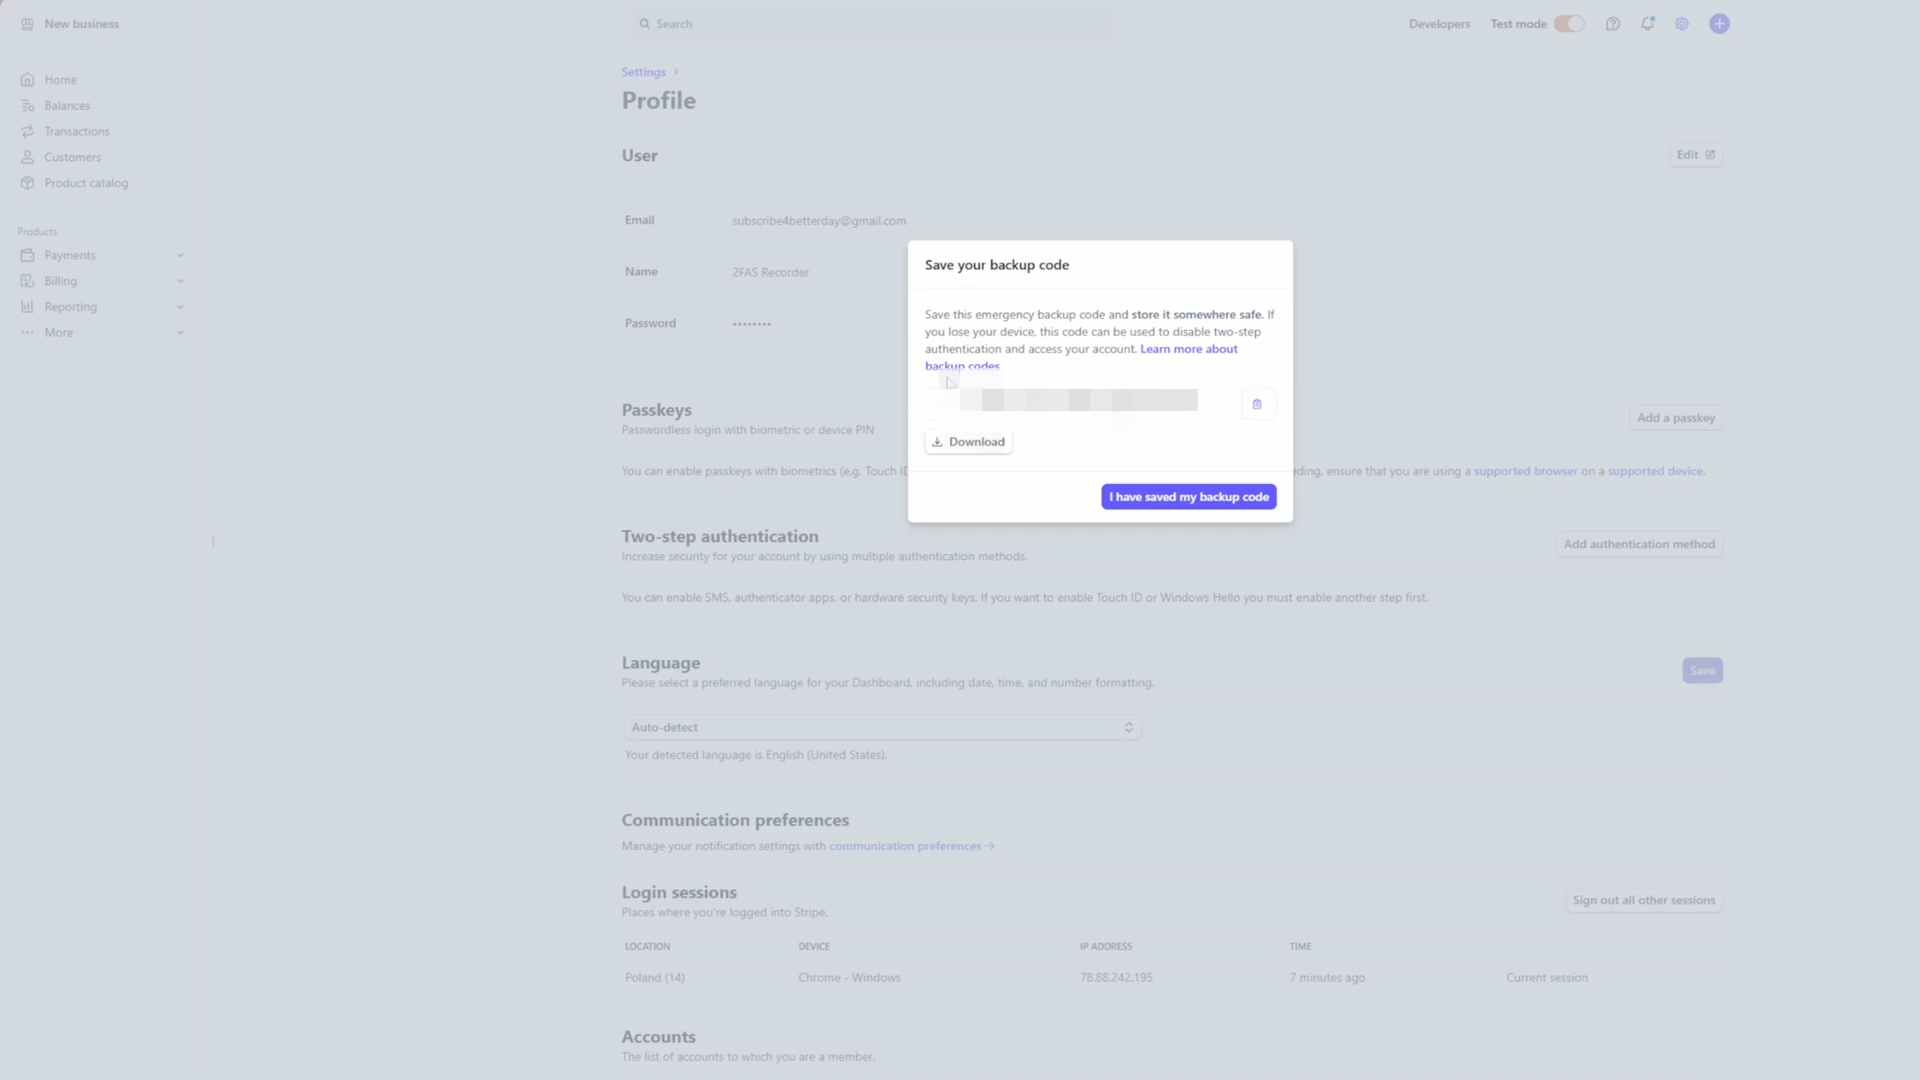 New business
Search
Developers
Test mode
Home
Balances
Transactions
Customers
Product catalog
Products
Payments
Billing
Reporting
More
Settings
Profile
User
Edit
Email
subscribe4betterday@gmail.com
Name
2FAS Recorder
Password
••••••••
Save your backup code
Save this emergency backup code and store it somewhere safe. If
you lose your device, this code can be used to disable two-step
authentication and access your account. Learn more about
backup codes
Download
I have saved my backup code
Passkeys
Passwordless login with biometric or device PIN
Add a passkey
You can enable passkeys with biometrics (e.g. Touch ID
ding, ensure that you are using a supported browser on a supported device.
Two-step authentication
Increase security for your account by using multiple authentication methods.
Add authentication method
You can enable SMS, authenticator apps, or hardware security keys. If you want to enable Touch ID or Windows Hello you must enable another step first.
Language
Please select a preferred language for your Dashboard, including date, time, and number formatting.
Save
Auto-detect
Your detected language is English (United States).
Communication preferences
Manage your notification settings with communication preferences →
Login sessions
Places where you're logged into Stripe.
Sign out all other sessions
LOCATION DEVICE IP ADDRESS TIME
Poland (14) Chrome - Windows 78.88.242.195 7 minutes ago Current session
Accounts
The list of accounts to which you are a member.